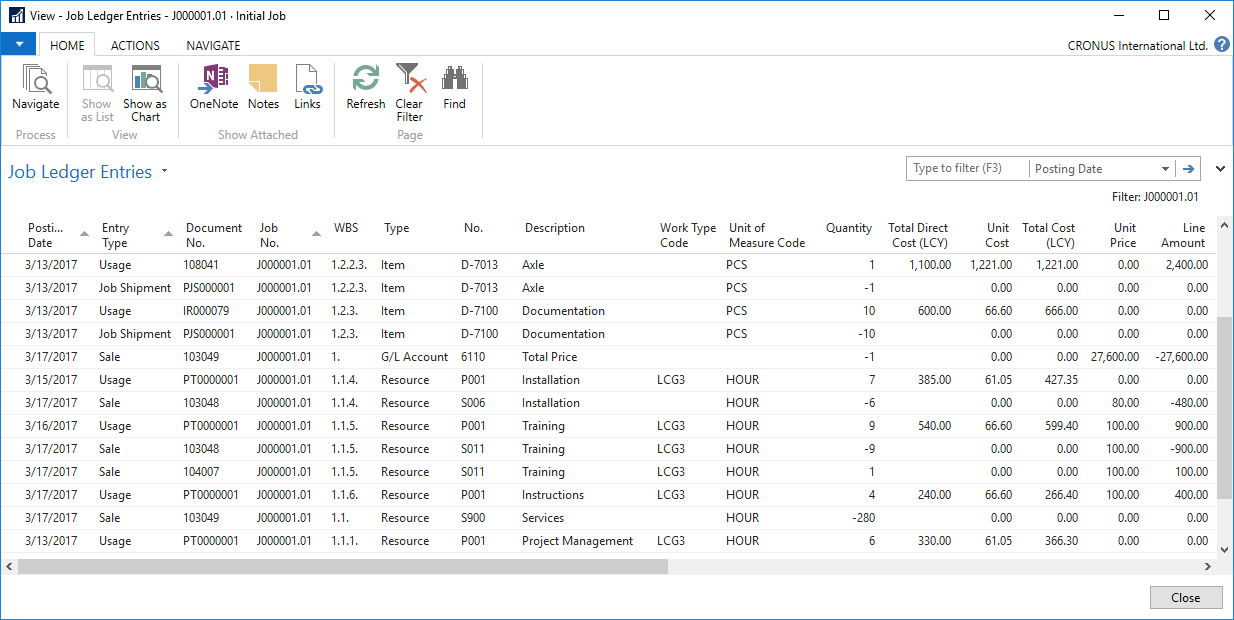 View - Job Ledger Entries - J000001.01 · Initial Job
HOME ACTIONS NAVIGATE CRONUS International Ltd. ?
Navigate Show as List Show as Chart OneNote Notes Links Refresh Clear Filter Find
Process View Show Attached Page
Job Ledger Entries Type to filter (F3) Posting Date
Filter: J000001.01
Posti... Entry Document Job WBS Type No. Description Work Type Unit of Quantity Total Direct Unit Total Cost Unit Line
Date Type No. No. Code Measure Code Cost (LCY) Cost (LCY) Price Amount
3/13/2017 Usage 108041 J000001.01 1.2.2.3. Item D-7013 Axle PCS 1 1,100.00 1,221.00 1,221.00 0.00 2,400.00
3/13/2017 Job Shipment PJS000001 J000001.01 1.2.2.3. Item D-7013 Axle PCS -1 0.00 0.00 0.00 0.00
3/13/2017 Usage IR000079 J000001.01 1.2.3. Item D-7100 Documentation PCS 10 600.00 66.60 666.00 0.00 0.00
3/13/2017 Job Shipment PJS000001 J000001.01 1.2.3. Item D-7100 Documentation PCS -10 0.00 0.00 0.00 0.00
3/17/2017 Sale 103049 J000001.01 1. G/L Account 6110 Total Price -1 0.00 0.00 27,600.00 -27,600.00
3/15/2017 Usage PT0000001 J000001.01 1.1.4. Resource P001 Installation LCG3 HOUR 7 385.00 61.05 427.35 0.00 0.00
3/17/2017 Sale 103048 J000001.01 1.1.4. Resource S006 Installation HOUR -6 0.00 0.00 80.00 -480.00
3/16/2017 Usage PT0000001 J000001.01 1.1.5. Resource P001 Training LCG3 HOUR 9 540.00 66.60 599.40 100.00 900.00
3/17/2017 Sale 103048 J000001.01 1.1.5. Resource S011 Training LCG3 HOUR -9 0.00 0.00 100.00 -900.00
3/17/2017 Sale 104007 J000001.01 1.1.5. Resource S011 Training LCG3 HOUR 1 0.00 0.00 100.00 100.00
3/17/2017 Usage PT0000001 J000001.01 1.1.6. Resource P001 Instructions LCG3 HOUR 4 240.00 66.60 266.40 100.00 400.00
3/17/2017 Sale 103049 J000001.01 1.1. Resource S900 Services HOUR -280 0.00 0.00 0.00 0.00
3/13/2017 Usage PT0000001 J000001.01 1.1.1. Resource P001 Project Management LCG3 HOUR 6 330.00 61.05 366.30 0.00 0.00
Close